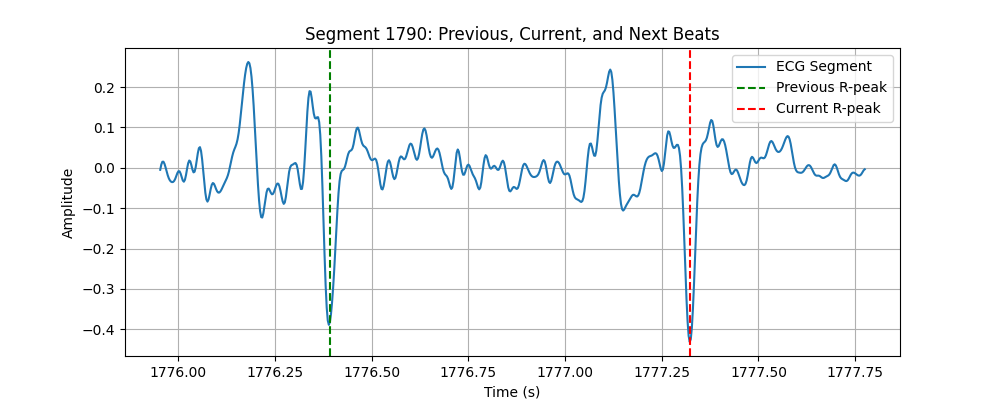 Segment 1790: Previous, Current, and Next Beats
ECG Segment
Previous R-peak
Current R-peak
Amplitude
0.2
0.1
0.0
−0.1
−0.2
−0.3
−0.4
1776.00 1776.25 1776.50 1776.75 1777.00 1777.25 1777.50 1777.75
Time (s)